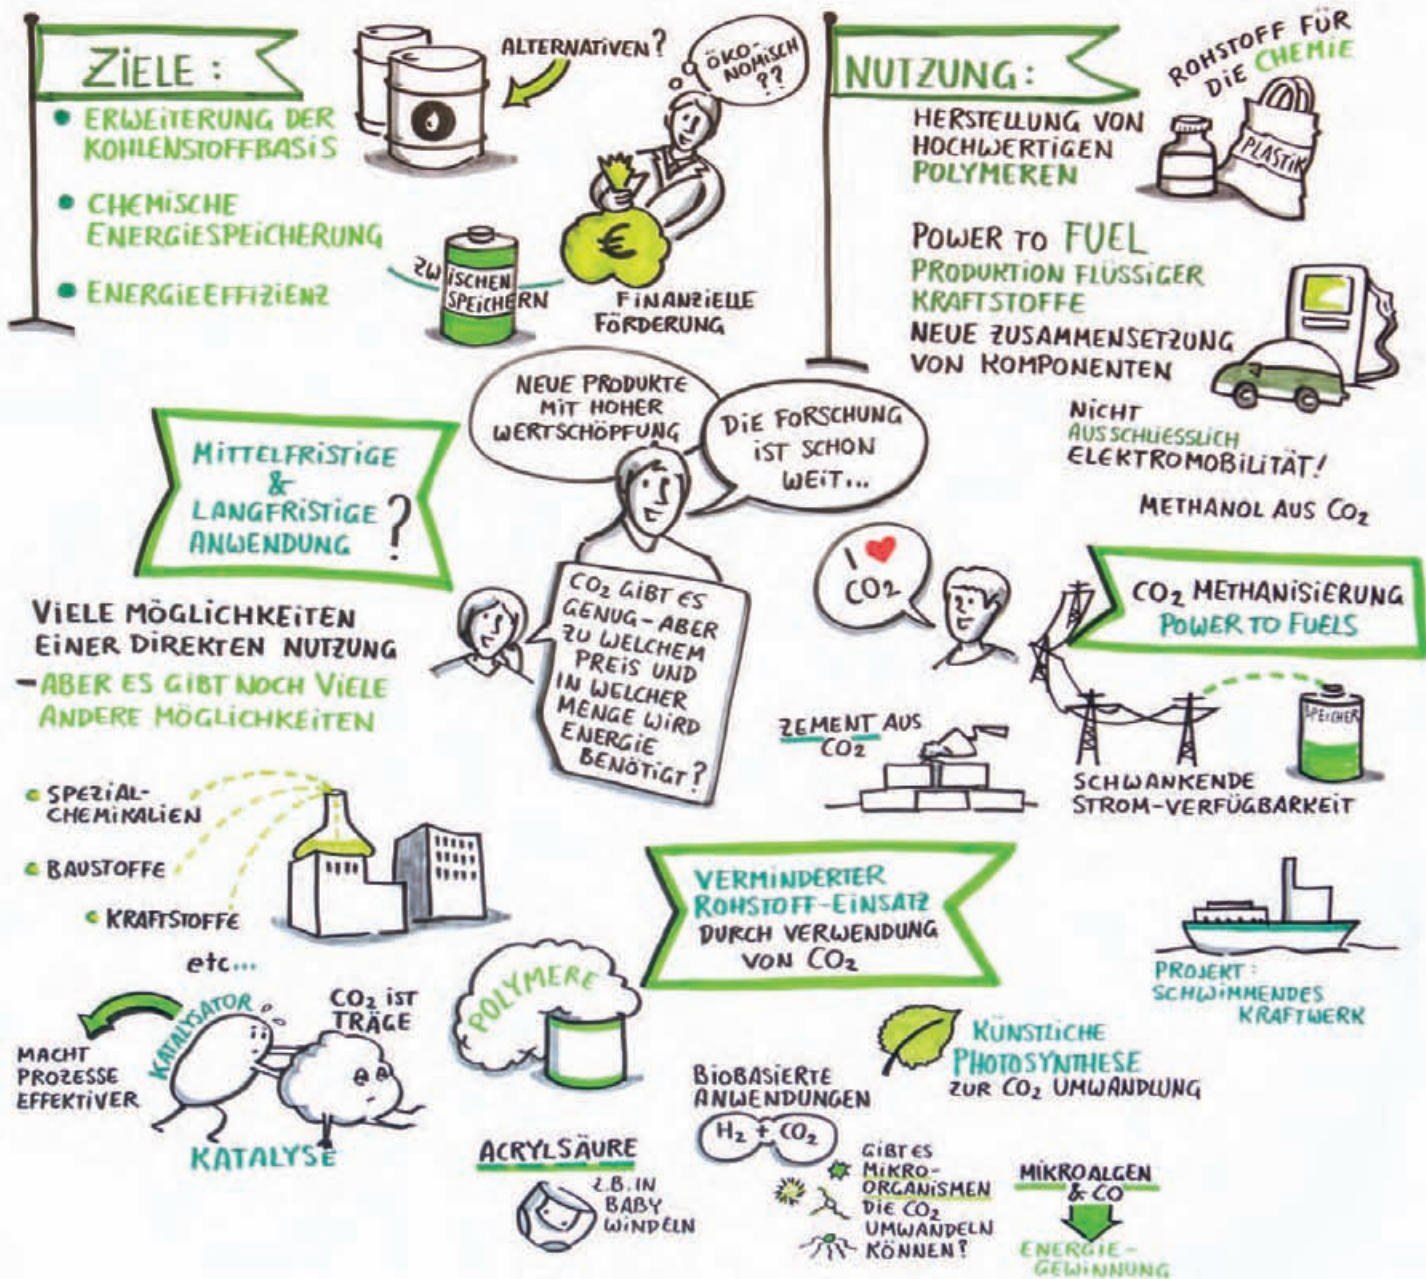 ZIELE:
ERWEITERUNG DER
KOHLENSTOFFBASIS
CHEMISCHE
ENERGIESPEICHERUNG
ENERGIEEFFIZIENZ
ALTERNATIVEN?
ÖKO-
NOMISCH
??
€
ZWISCHEN
SPEICHERN
FINANZIELLE
FÖRDERUNG
NUTZUNG:
ROHSTOFF FÜR
DIE CHEMIE
HERSTELLUNG VON
HOCHWERTIGEN
POLYMEREN
PLASTIK
POWER TO FUEL
PRODUKTION FLÜSSIGER
KRAFTSTOFFE
NEUE ZUSAMMENSETZUNG
VON KOMPONENTEN
NICHT
AUSSCHLIESSLICH
ELEKTROMOBILITÄT!
METHANOL AUS CO2
NEUE PRODUKTE
MIT HOHER
WERTSCHÖPFUNG
DIE FORSCHUNG
IST SCHON
WEIT...
MITTELFRISTIGE
&
LANGFRISTIGE
ANWENDUNG ?
VIELE MÖGLICHKEITEN
EINER DIREKTEN NUTZUNG
- ABER ES GIBT NOCH VIELE
ANDERE MÖGLICHKEITEN
CO2 GIBT ES
GENUG - ABER
ZU WELCHEM
PREIS UND
IN WELCHER
MENGE WIRD
ENERGIE
BENÖTIGT?
I ♥
CO2
CO2 METHANISIERUNG
POWER TO FUELS
SPEICHER
SCHWANKENDE
STROM-VERFÜGBARKEIT
ZEMENT AUS
CO2
SPEZIAL-
CHEMIKALIEN
BAUSTOFFE
KRAFTSTOFFE
etc...
VERMINDERTER
ROHSTOFF-EINSATZ
DURCH VERWENDUNG
VON CO2
PROJEKT:
SCHWIMMENDES
KRAFTWERK
KATALYSATOR
CO2 IST
TRÄGE
MACHT
PROZESSE
EFFEKTIVER
KATALYSE
POLYMERE
ACRYLSÄURE
Z.B. IN
BABY
WINDELN
KÜNSTLICHE
PHOTOSYNTHESE
ZUR CO2 UMWANDLUNG
BIOBASIERTE
ANWENDUNGEN
H2 + CO2
GIBT ES
MIKRO-
ORGANISMEN
DIE CO2
UMWANDELN
KÖNNEN?
MIKROALGEN
& CO
ENERGIE-
GEWINNUNG